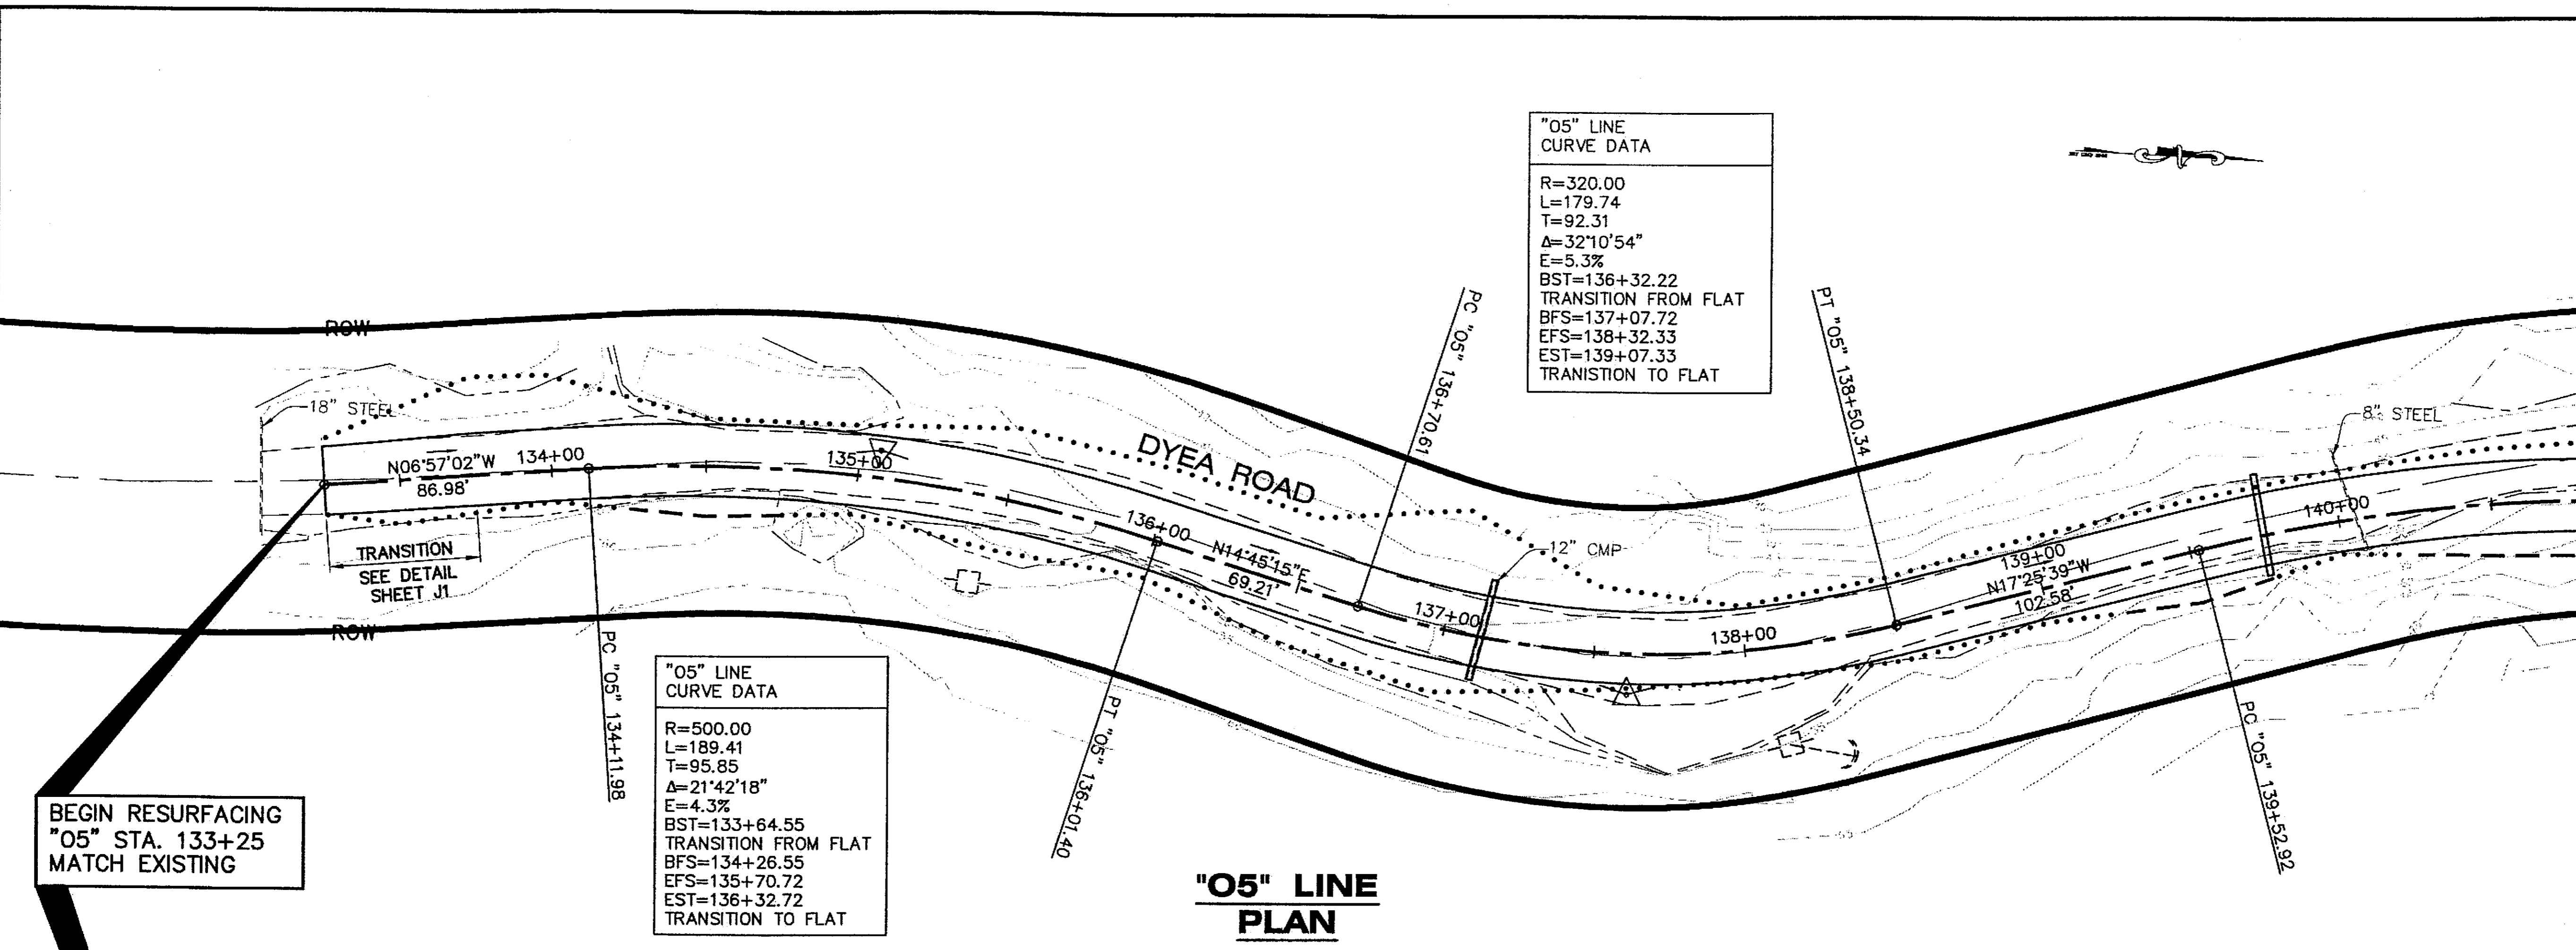 "O5" LINE
CURVE DATA
R=320.00
L=179.74
T=92.31
Δ=32°10'54"
E=5.3%
BST=136+32.22
TRANSITION FROM FLAT
BFS=137+07.72
EFS=138+32.33
EST=139+07.33
TRANISTION TO FLAT
ROW
18" STEEL
N06°57'02"W
86.98'
134+00
135+00
DYEA ROAD
PC "O5" 136+70.61
PT "O5" 138+50.34
8" STEEL
136+00
N14°45'15"E
69.21'
12" CMP
137+00
138+00
139+00
N17°25'39"W
102.58'
140+00
TRANSITION
SEE DETAIL
SHEET J1
ROW
PC "O5" 134+11.98
PT "O5" 136+01.40
PC "O5" 139+52.92
"O5" LINE
CURVE DATA
R=500.00
L=189.41
T=95.85
Δ=21°42'18"
E=4.3%
BST=133+64.55
TRANSITION FROM FLAT
BFS=134+26.55
EFS=135+70.72
EST=136+32.72
TRANSITION TO FLAT
BEGIN RESURFACING
"O5" STA. 133+25
MATCH EXISTING
"O5" LINE
PLAN